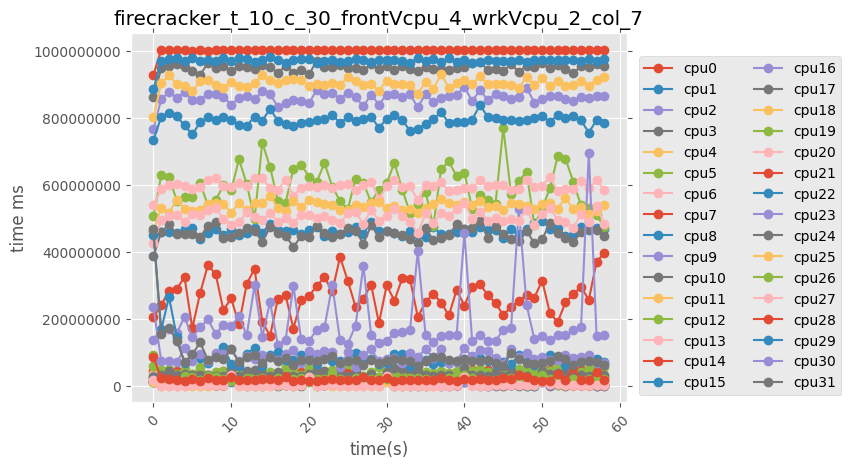 firecracker_t_10_c_30_frontVcpu_4_wrkVcpu_2_col_7
time ms
1000000000
800000000
600000000
400000000
200000000
0
0
10
20
30
40
50
60
time(s)
cpu0
cpu1
cpu2
cpu3
cpu4
cpu5
cpu6
cpu7
cpu8
cpu9
cpu10
cpu11
cpu12
cpu13
cpu14
cpu15
cpu16
cpu17
cpu18
cpu19
cpu20
cpu21
cpu22
cpu23
cpu24
cpu25
cpu26
cpu27
cpu28
cpu29
cpu30
cpu31